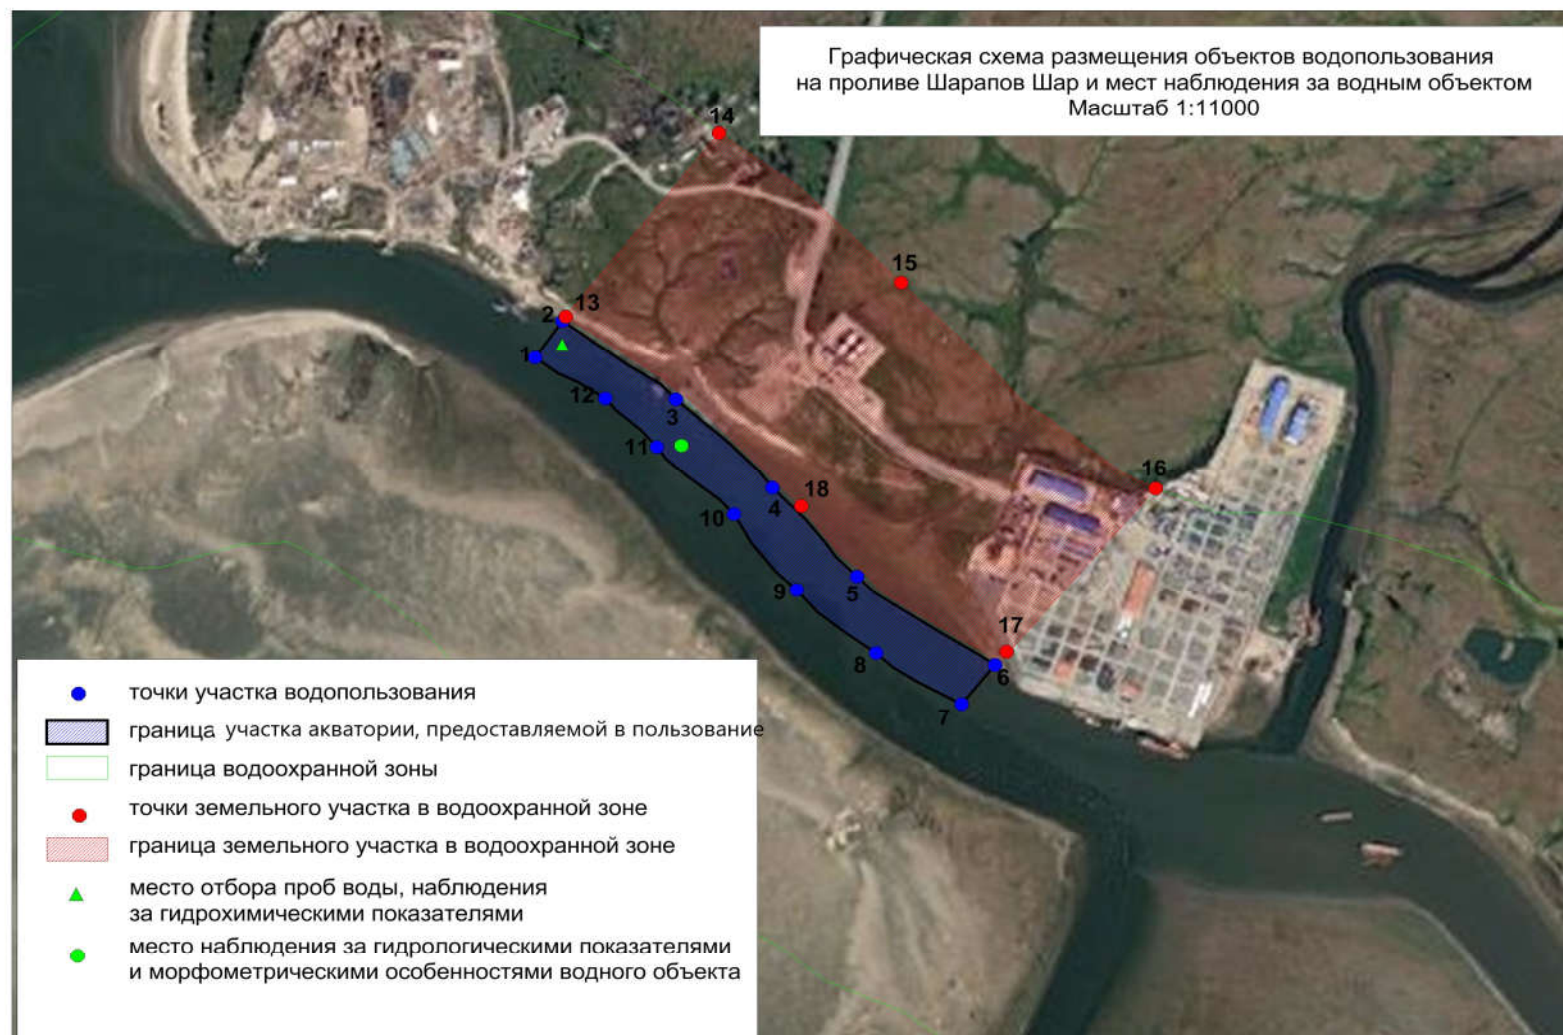 Графическая схема размещения объектов водопользования
на проливе Шарапов Шар и мест наблюдения за водным объектом
Масштаб 1:11000
14
15
13
2
1
12
3
11
16
4
18
10
5
9
17
8
6
7
точки участка водопользования
граница участка акватории, предоставляемой в пользование
граница водоохранной зоны
точки земельного участка в водоохранной зоне
граница земельного участка в водоохранной зоне
место отбора проб воды, наблюдения
за гидрохимическими показателями
место наблюдения за гидрологическими показателями
и морфометрическими особенностями водного объекта